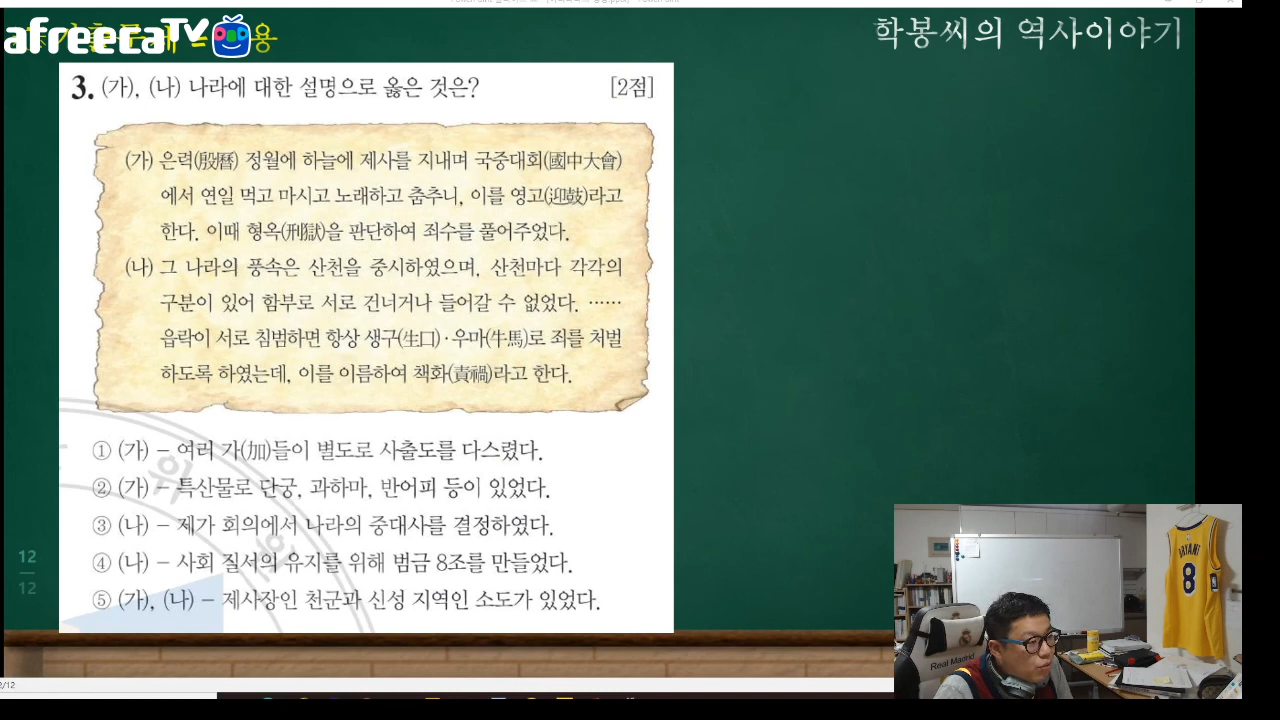 afreecaTV
용
학봉씨의 역사이야기
3. (가), (나) 나라에 대한 설명으로 옳은 것은? [2점]
(가) 은력(殷曆) 정월에 하늘에 제사를 지내며 국중대회(國中大會)
에서 연일 먹고 마시고 노래하고 춤추니, 이를 영고(迎鼓)라고
한다. 이때 형옥(刑獄)을 판단하여 죄수를 풀어주었다.
(나) 그 나라의 풍속은 산천을 중시하였으며, 산천마다 각각의
구분이 있어 함부로 서로 건너거나 들어갈 수 없었다. ……
읍락이 서로 침범하면 항상 생구(生口)·우마(牛馬)로 죄를 처벌
하도록 하였는데, 이를 이름하여 책화(責禍)라고 한다.
① (가) – 여러 가(加)들이 별도로 사출도를 다스렸다.
② (가) – 특산물로 단궁, 과하마, 반어피 등이 있었다.
③ (나) – 제가 회의에서 나라의 중대사를 결정하였다.
④ (나) – 사회 질서의 유지를 위해 범금 8조를 만들었다.
⑤ (가), (나) – 제사장인 천군과 신성 지역인 소도가 있었다.
12
12
BRYANT
8
Real Madrid
2/12